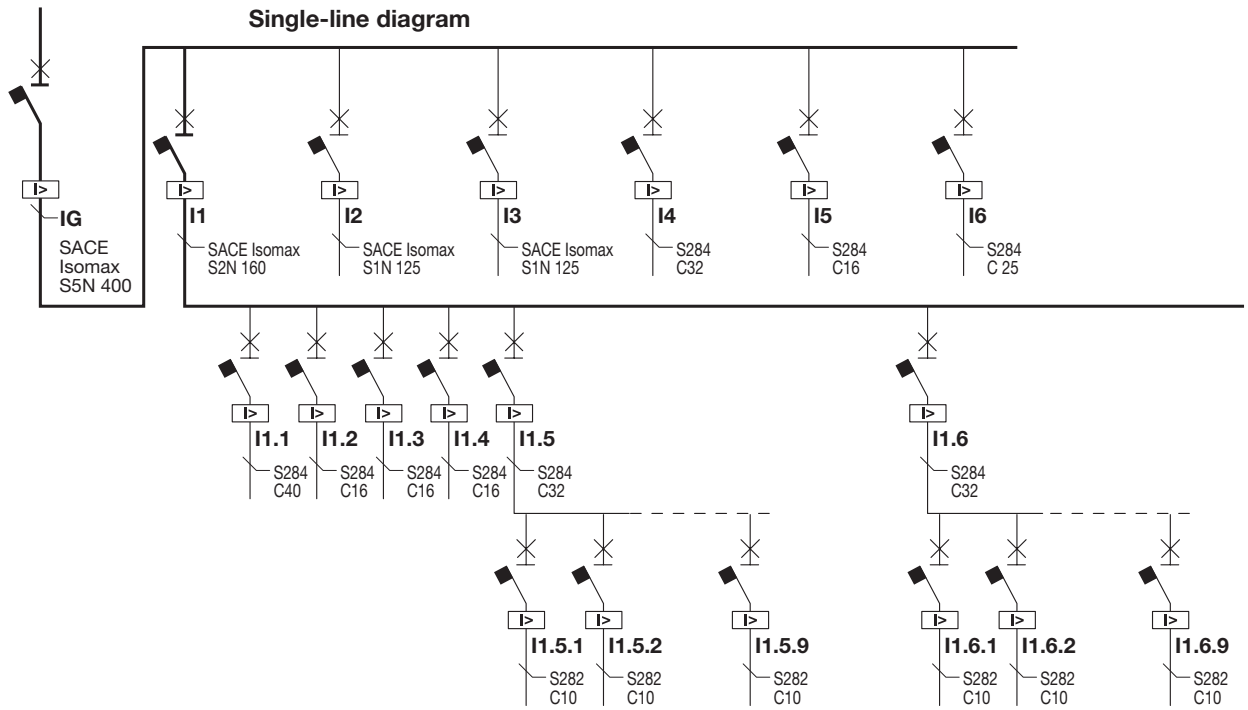 Single-line diagram
I>
I>
I>
I>
I>
I>
I>
IG
I1
I2
I3
I4
I5
I6
SACE
Isomax
S5N 400
SACE Isomax
S2N 160
SACE Isomax
S1N 125
SACE Isomax
S1N 125
S284
C32
S284
C16
S284
C 25
I>
I>
I>
I>
I>
I>
I1.1
I1.2
I1.3
I1.4
I1.5
I1.6
S284
C40
S284
C16
S284
C16
S284
C16
S284
C32
S284
C32
I>
I>
I>
I>
I>
I>
I1.5.1
I1.5.2
I1.5.9
I1.6.1
I1.6.2
I1.6.9
S282
C10
S282
C10
S282
C10
S282
C10
S282
C10
S282
C10